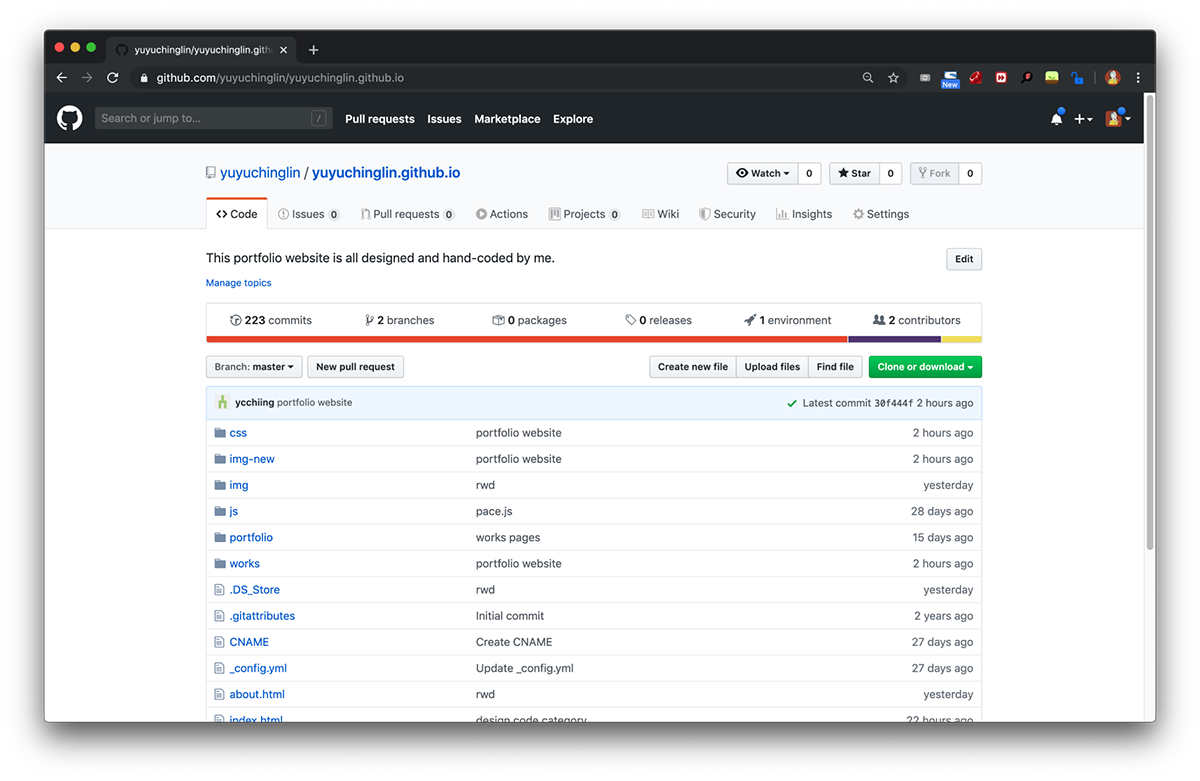 yuyuchinglin/yuyuchinglin.gith
github.com/yuyuchinglin/yuyuchinglin.github.io
New
Search or jump to... /
Pull requests Issues Marketplace Explore
yuyuchinglin / yuyuchinglin.github.io
Watch 0 Star 0 Fork 0
Code Issues 0 Pull requests 0 Actions Projects 0 Wiki Security Insights Settings
This portfolio website is all designed and hand-coded by me.
Edit
Manage topics
223 commits 2 branches 0 packages 0 releases 1 environment 2 contributors
Branch: master New pull request Create new file Upload files Find file Clone or download
ycchiing portfolio website Latest commit 30f444f 2 hours ago
css portfolio website 2 hours ago
img-new portfolio website 2 hours ago
img rwd yesterday
js pace.js 28 days ago
portfolio works pages 15 days ago
works portfolio website 2 hours ago
.DS_Store rwd yesterday
.gitattributes Initial commit 2 years ago
CNAME Create CNAME 27 days ago
_config.yml Update _config.yml 27 days ago
about.html rwd yesterday
index.html design code category 22 hours ago